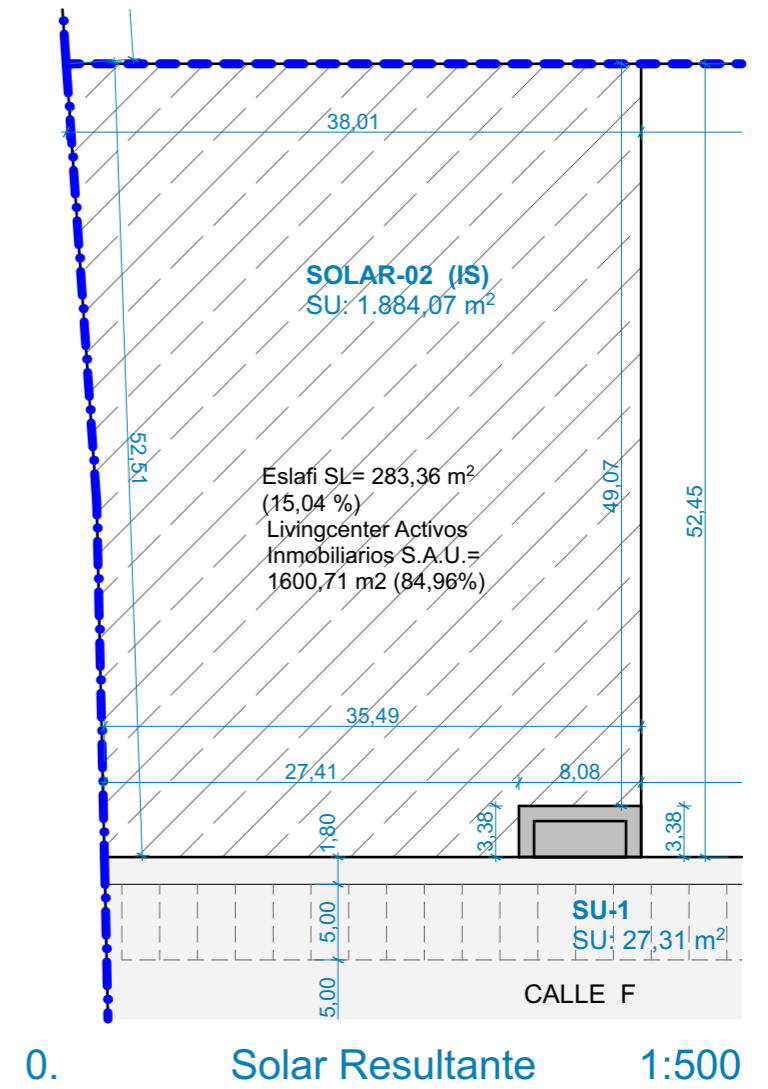 38,01
SOLAR-02 (IS)
SU: 1.884,07 m²
52,51
Eslafi SL= 283,36 m²
(15,04 %)
Livingcenter Activos
Inmobiliarios S.A.U.=
1600,71 m2 (84,96%)
49,07
52,45
35,49
27,41
8,08
1,80
3,38
3,38
5,00
SU-1
SU: 27,31 m²
5,00
CALLE F
0. Solar Resultante 1:500